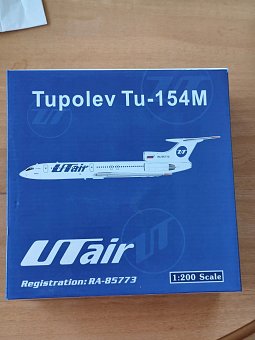 Tupolev Tu-154M
UTair
UTair
Registration: RA-85773
1:200 Scale